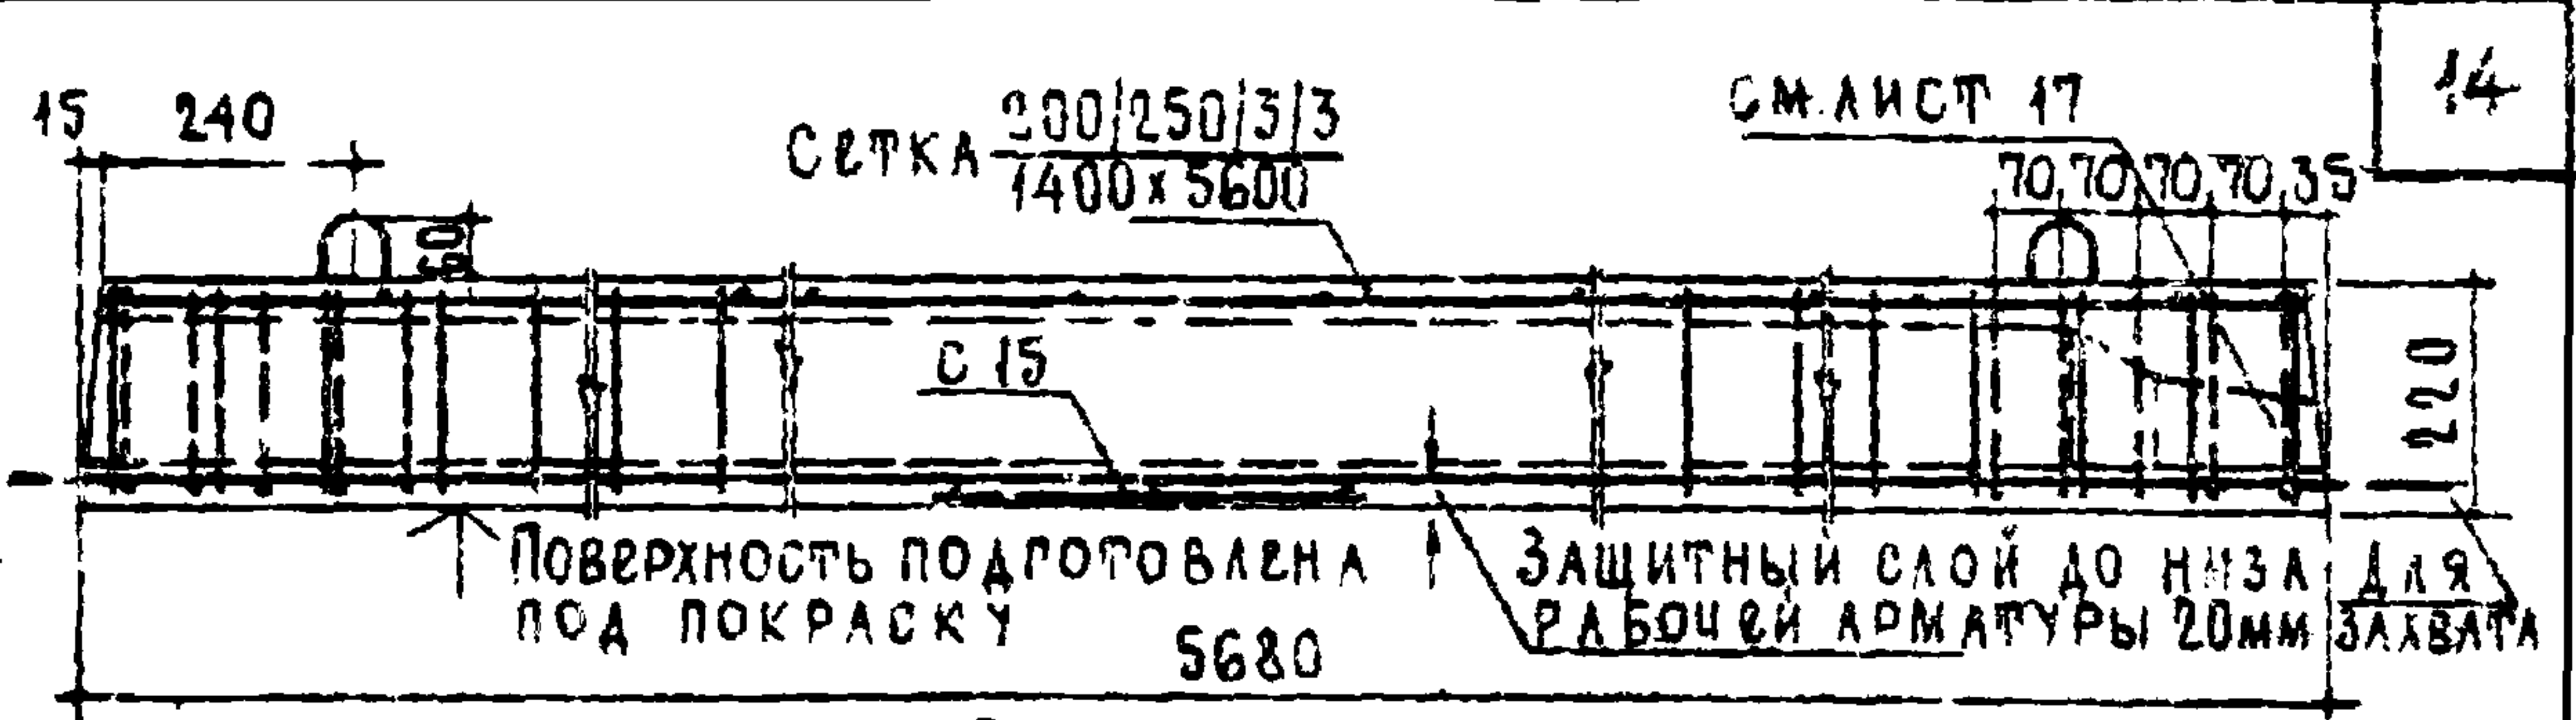 14
15 240
Сетка 200/250/3/3
1400 x 5600
См. лист 17
70 70 70 70 35
60
С 15
220
Поверхность подготовлена
под покраску
Защитный слой до низа
рабочей арматуры 20мм
Для
захвата
5680